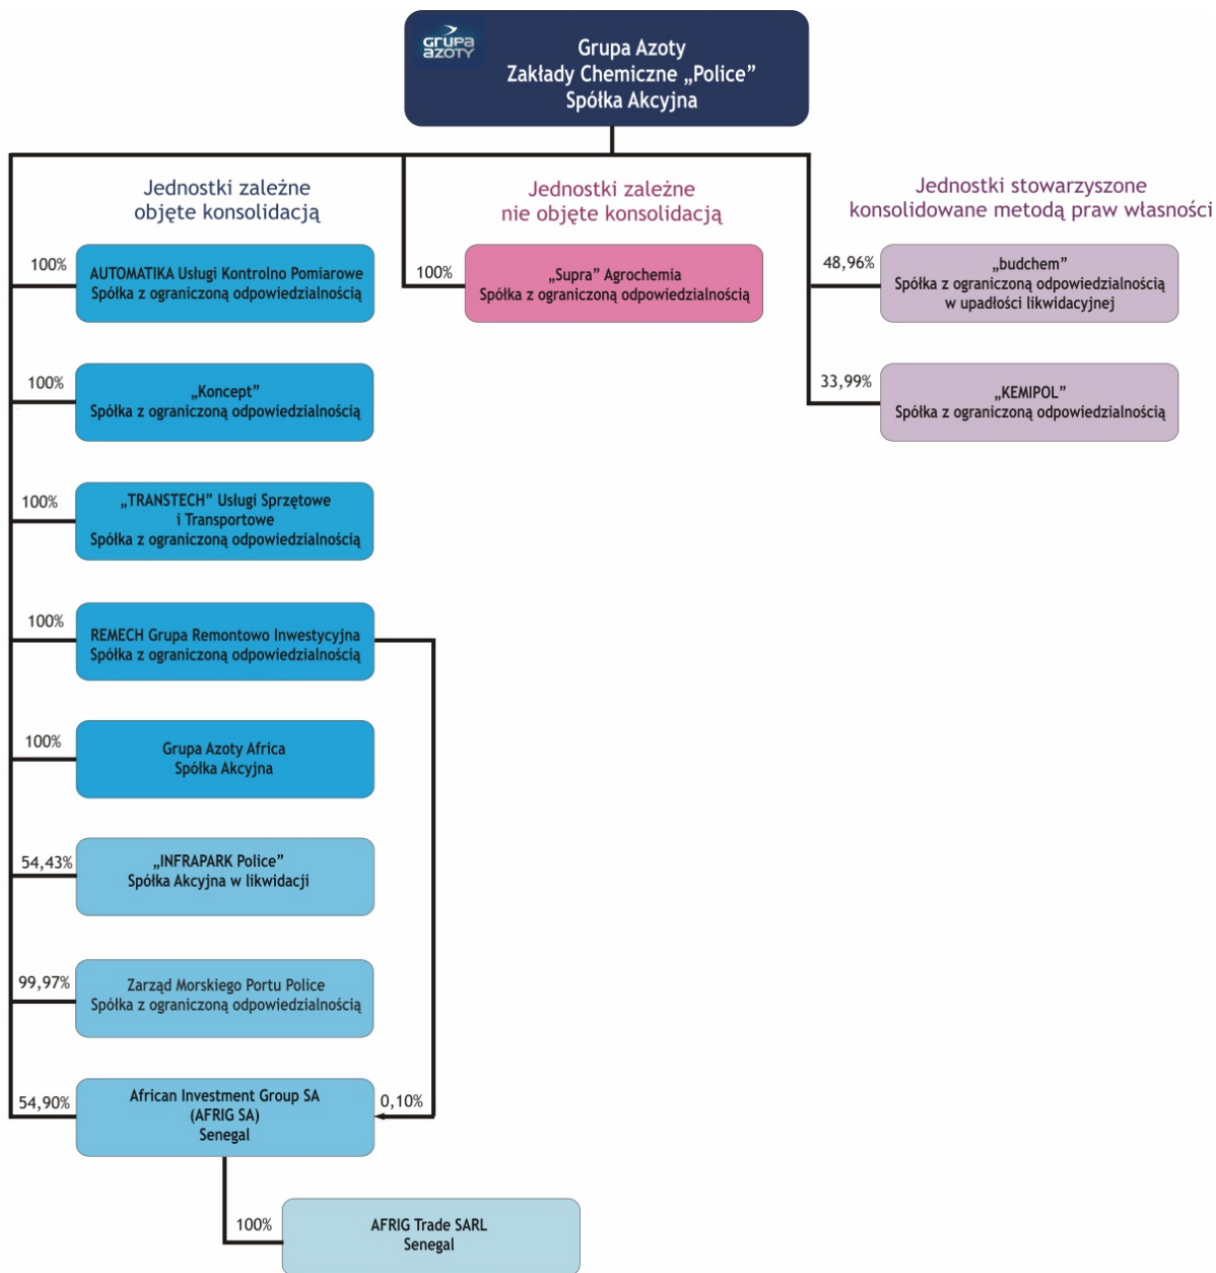 GRUPA
AZOTY
Grupa Azoty
Zakłady Chemiczne „Police”
Spółka Akcyjna
Jednostki zależne
objęte konsolidacją
100%
AUTOMATIKA Usługi Kontrolno Pomiarowe
Spółka z ograniczoną odpowiedzialnością
100%
„Koncept”
Spółka z ograniczoną odpowiedzialnością
100%
„TRANSTECH” Usługi Sprzętowe
i Transportowe
Spółka z ograniczoną odpowiedzialnością
100%
REMECH Grupa Remontowo Inwestycyjna
Spółka z ograniczoną odpowiedzialnością
100%
Grupa Azoty Africa
Spółka Akcyjna
54,43%
„INFRAPARK Police”
Spółka Akcyjna w likwidacji
99,97%
Zarząd Morskiego Portu Police
Spółka z ograniczoną odpowiedzialnością
54,90%
African Investment Group SA
(AFRIG SA)
Senegal
0,10%
100%
AFRIG Trade SARL
Senegal
Jednostki zależne
nie objęte konsolidacją
100%
„Supra” Agrochemia
Spółka z ograniczoną odpowiedzialnością
Jednostki stowarzyszone
konsolidowane metodą praw własności
48,96%
„budchem”
Spółka z ograniczoną odpowiedzialnością
w upadłości likwidacyjnej
33,99%
„KEMIPOL”
Spółka z ograniczoną odpowiedzialnością